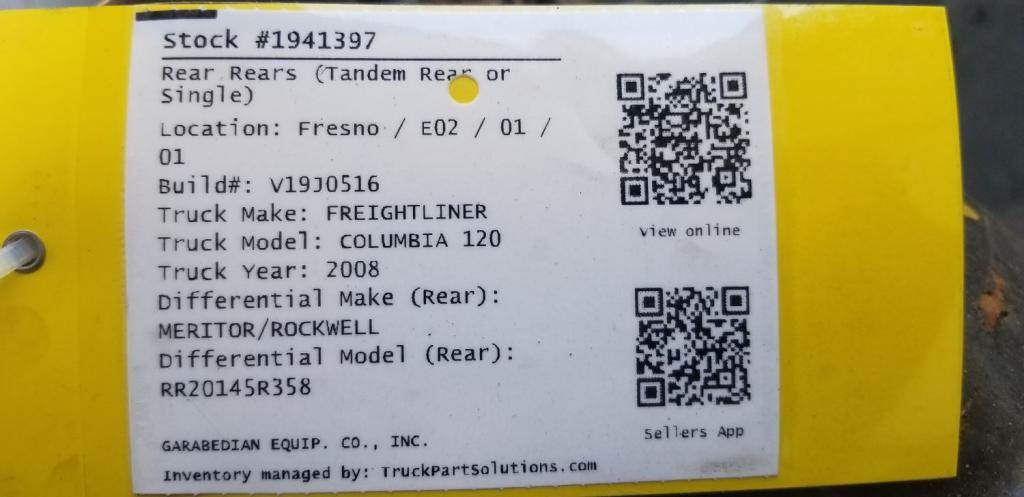 Stock #1941397
Rear Rears (Tandem Rear or
Single)
Location: Fresno / E02 / 01 /
01
Build#: V19J0516
Truck Make: FREIGHTLINER
Truck Model: COLUMBIA 120
Truck Year: 2008
Differential Make (Rear):
MERITOR/ROCKWELL
Differential Model (Rear):
RR20145R358
GARABEDIAN EQUIP. CO., INC.
Inventory managed by: TruckPartSolutions.com
View online
Sellers App